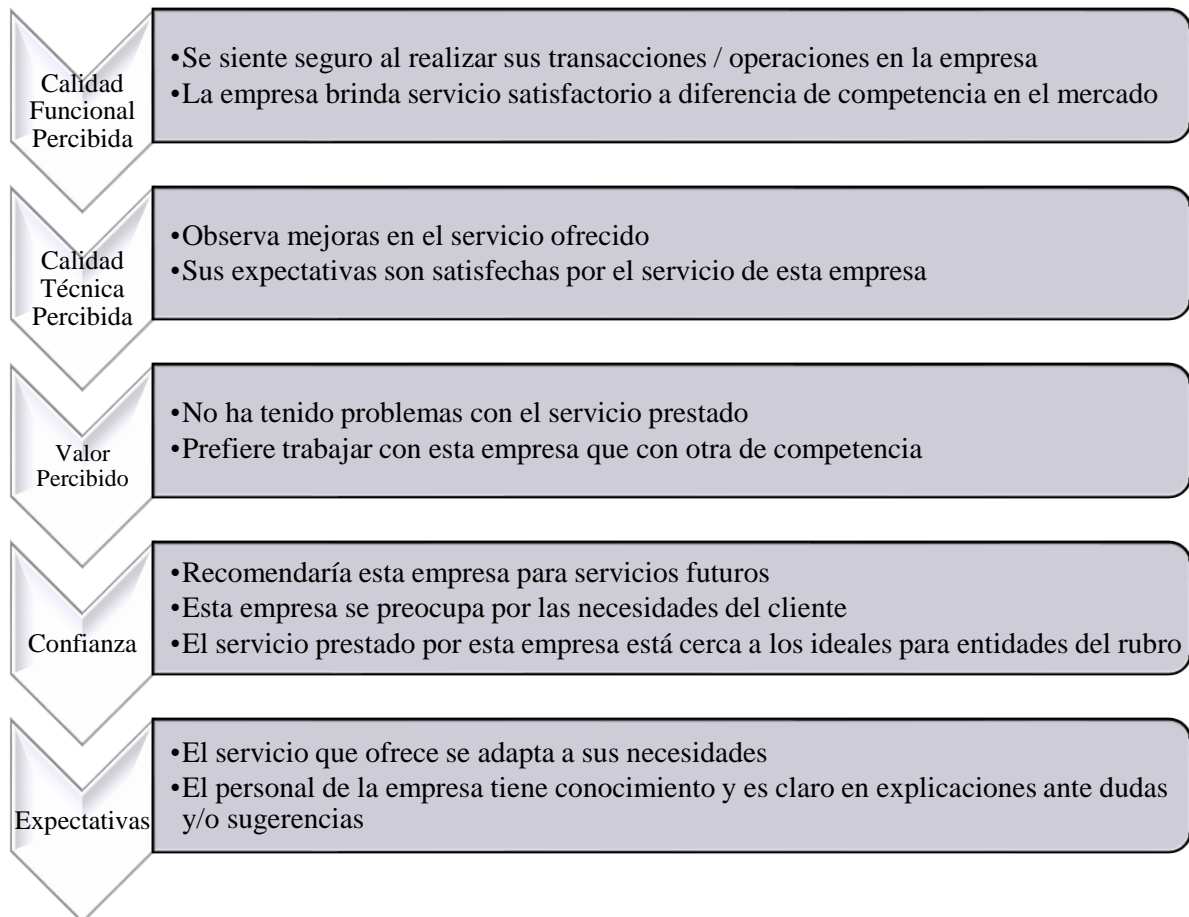 Calidad
Funcional
Percibida
•Se siente seguro al realizar sus transacciones / operaciones en la empresa
•La empresa brinda servicio satisfactorio a diferencia de competencia en el mercado
Calidad
Técnica
Percibida
•Observa mejoras en el servicio ofrecido
•Sus expectativas son satisfechas por el servicio de esta empresa
Valor
Percibido
•No ha tenido problemas con el servicio prestado
•Prefiere trabajar con esta empresa que con otra de competencia
Confianza
•Recomendaría esta empresa para servicios futuros
•Esta empresa se preocupa por las necesidades del cliente
•El servicio prestado por esta empresa está cerca a los ideales para entidades del rubro
Expectativas
•El servicio que ofrece se adapta a sus necesidades
•El personal de la empresa tiene conocimiento y es claro en explicaciones ante dudas
y/o sugerencias